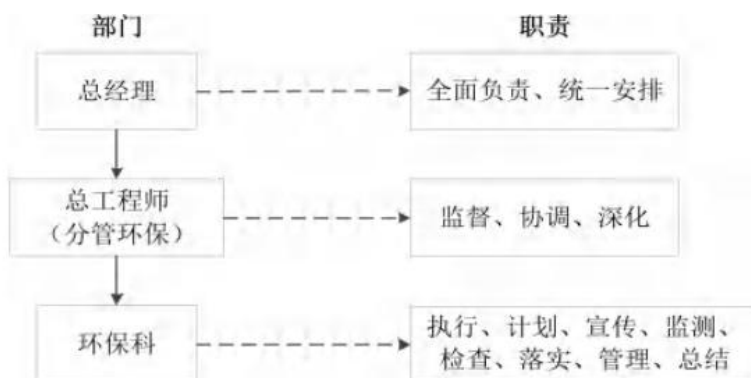 部门
职责
总经理
全面负责、统一安排
总工程师
（分管环保）
监督、协调、深化
环保科
执行、计划、宣传、监测、
检查、落实、管理、总结